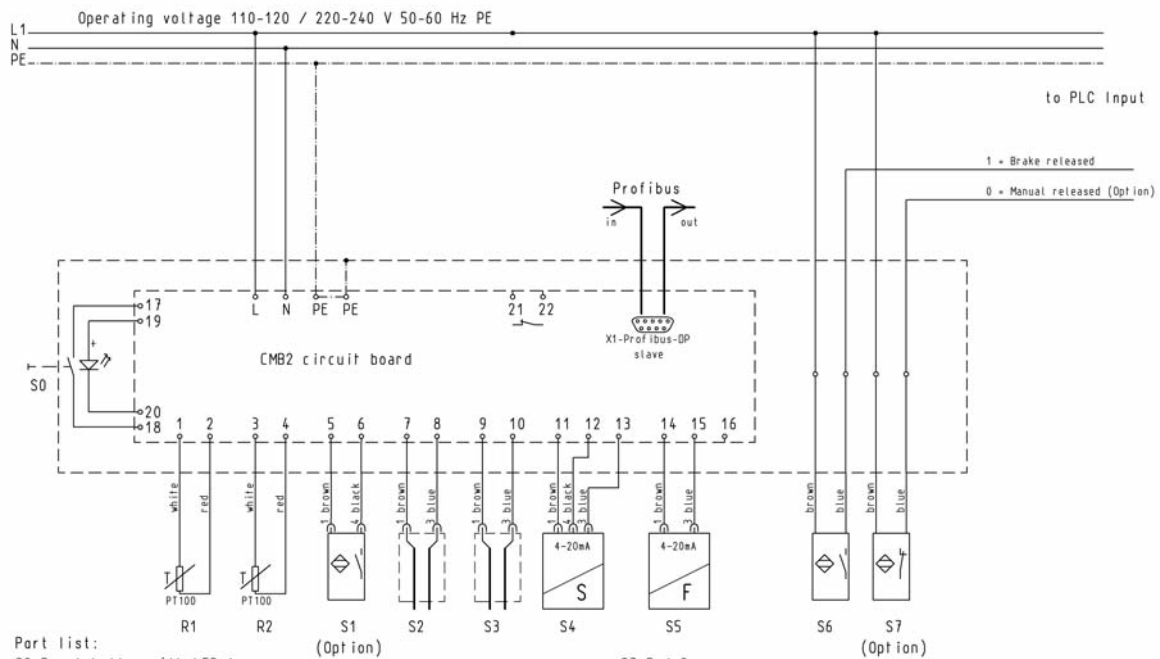 Operating voltage 110-120 / 220-240 V 50-60 Hz PE
L1
N
PE
to PLC Input
1 = Brake released
0 = Manual released (Option)
Profibus
in out
17
19
L N PE PE 21 22
X1-Profibus-DP
slave
CMB2 circuit board
+
S0
20
18
1 2 3 4 5 6 7 8 9 10 11 12 13 14 15 16
white red white red 1 brown 4 black 1 brown 3 blue 1 brown 3 blue 1 brown 4 black 3 blue 1 brown 3 blue brown blue brown blue
4-20mA 4-20mA
T T S F
PT100 PT100
R1 R2 S1 S2 S3 S4 S5 S6 S7
(Option) (Option)
Part list: